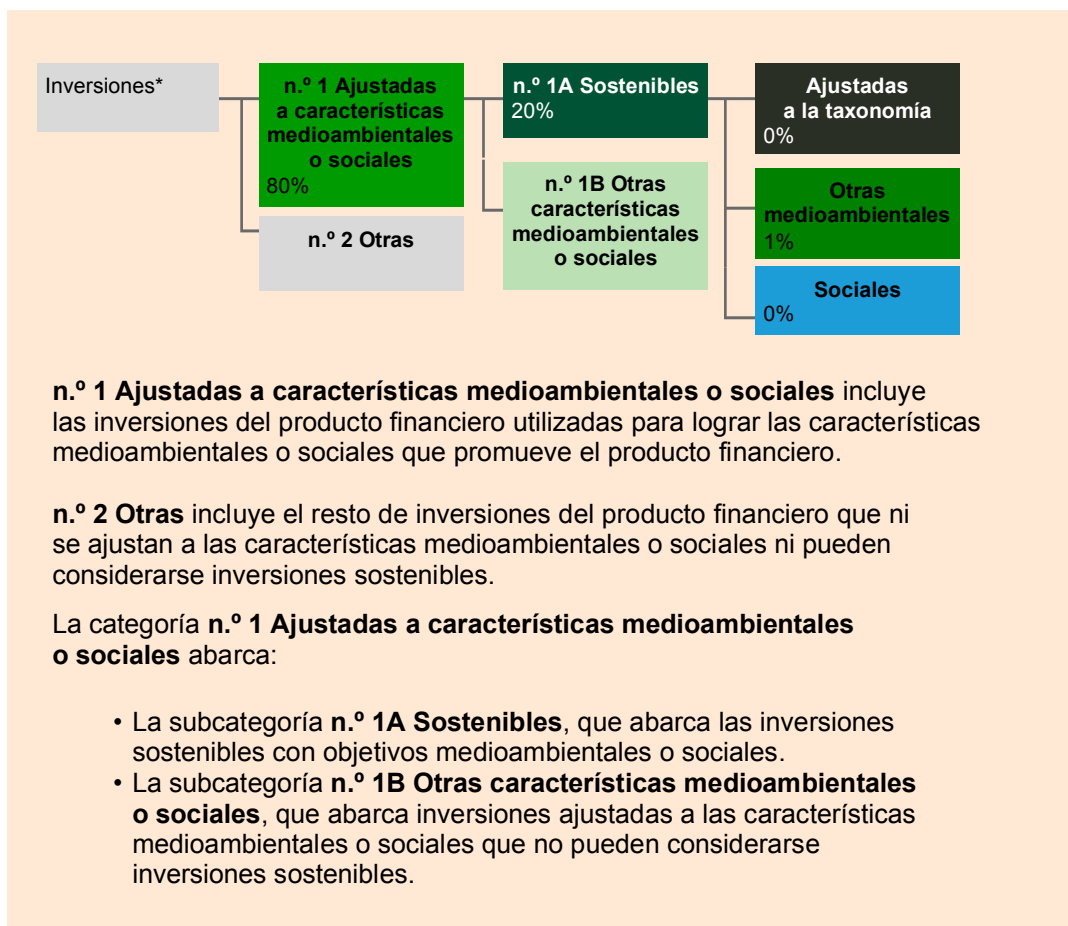 Inversiones*
n.º 1 Ajustadas
a características
medioambientales
o sociales
80%
n.º 2 Otras
n.º 1A Sostenibles
20%
n.º 1B Otras
características
medioambientales
o sociales
Ajustadas
a la taxonomía
0%
Otras
medioambientales
1%
Sociales
0%
n.º 1 Ajustadas a características medioambientales o sociales incluye
las inversiones del producto financiero utilizadas para lograr las características
medioambientales o sociales que promueve el producto financiero.
n.º 2 Otras incluye el resto de inversiones del producto financiero que ni
se ajustan a las características medioambientales o sociales ni pueden
considerarse inversiones sostenibles.
La categoría n.º 1 Ajustadas a características medioambientales
o sociales abarca:
• La subcategoría n.º 1A Sostenibles, que abarca las inversiones
sostenibles con objetivos medioambientales o sociales.
• La subcategoría n.º 1B Otras características medioambientales
o sociales, que abarca inversiones ajustadas a las características
medioambientales o sociales que no pueden considerarse
inversiones sostenibles.